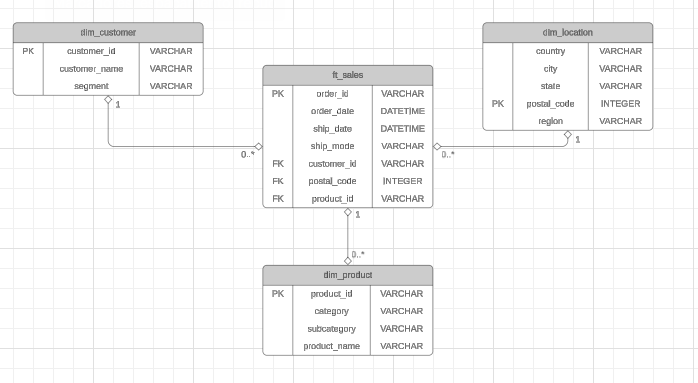 dim_customer
PK customer_id VARCHAR
customer_name VARCHAR
segment VARCHAR
1
0..*
ft_sales
PK order_id VARCHAR
order_date DATETIME
ship_date DATETIME
ship_mode VARCHAR
FK customer_id VARCHAR
FK postal_code INTEGER
FK product_id VARCHAR
dim_location
country VARCHAR
city VARCHAR
state VARCHAR
PK postal_code INTEGER
region VARCHAR
1
0..*
1
0..*
dim_product
PK product_id VARCHAR
category VARCHAR
subcategory VARCHAR
product_name VARCHAR